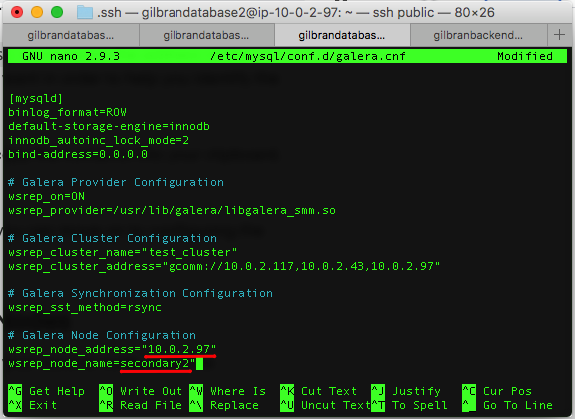 .ssh — gilbrandatabase2@ip-10-0-2-97: ~ — ssh public — 80×26
gilbrandatabas... gilbrandatabas... gilbrandatabas... gilbranbackend... +
GNU nano 2.9.3 /etc/mysql/conf.d/galera.cnf Modified
[mysqld]
binlog_format=ROW
default-storage-engine=innodb
innodb_autoinc_lock_mode=2
bind-address=0.0.0.0
# Galera Provider Configuration
wsrep_on=ON
wsrep_provider=/usr/lib/galera/libgalera_smm.so
# Galera Cluster Configuration
wsrep_cluster_name="test_cluster"
wsrep_cluster_address="gcomm://10.0.2.117,10.0.2.43,10.0.2.97"
# Galera Synchronization Configuration
wsrep_sst_method=rsync
# Galera Node Configuration
wsrep_node_address="10.0.2.97"
wsrep_node_name=secondary2"
^G Get Help ^O Write Out ^W Where Is ^K Cut Text ^J Justify ^C Cur Pos
^X Exit ^R Read File ^\ Replace ^U Uncut Text ^T To Spell ^_ Go To Line